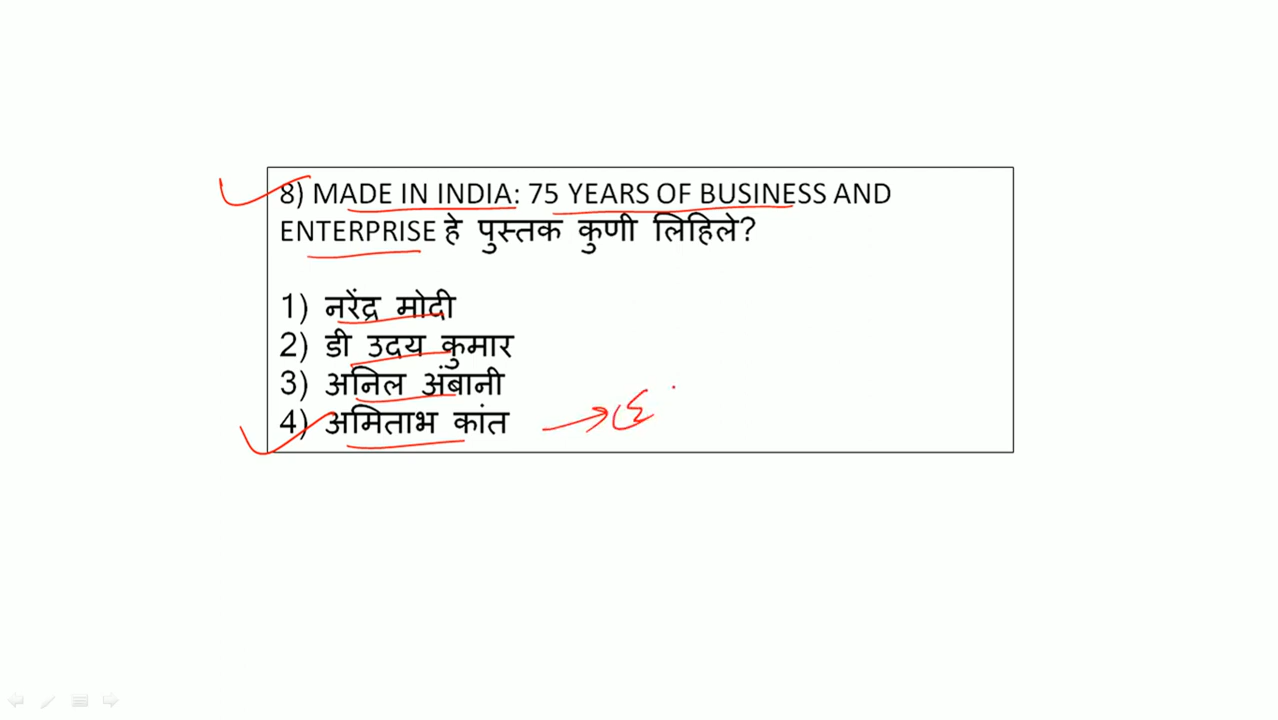 8) MADE IN INDIA: 75 YEARS OF BUSINESS AND
ENTERPRISE हे पुस्तक कुणी लिहिले?
1) नरेंद्र मोदी
2) डी उदय कुमार
3) अनिल अंबानी
4) अमिताभ कांत